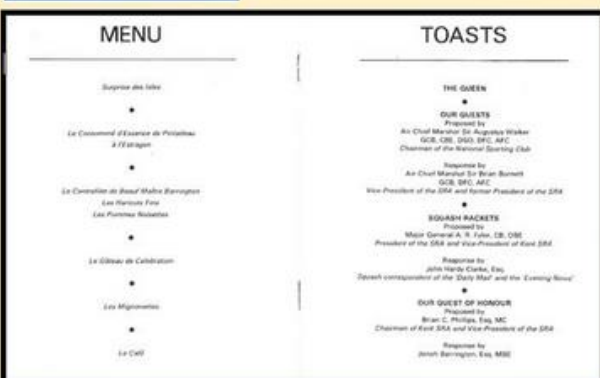 MENU
Surprise des Isles
Le Consommé d'Essence de
à l'Estragon
Le Contrefilet de Boeuf Maître Barrington
Les Haricots Fins
Les Pommes Noisettes
Le Gâteau de Célébration
Les Mignonettes
Le Café
TOASTS
THE QUEEN
OUR GUESTS
Proposed by
Air Chief Marshal Sir Augustus Walker
GCB, CBE, DSO, DFC, AFC
Chairman of the National Sporting Club
Response by
Air Chief Marshal Sir Brian Burnett
GCB, DFC, AFC
Vice-President of the SRA and former President of the SRA
SQUASH RACKETS
Proposed by
Major General A. R. Fyler, CB, OBE
President of the SRA and Vice-President of Kent SRA
Response by
John Hardy Clarke, Esq.
Squash correspondent of the 'Daily Mail' and the 'Evening News'
OUR GUEST OF HONOUR
Proposed by
Brian C. Phillips, Esq, MC
Chairman of Kent SRA and Vice-President of the SRA
Response by
Jonah Barrington, Esq, MBE